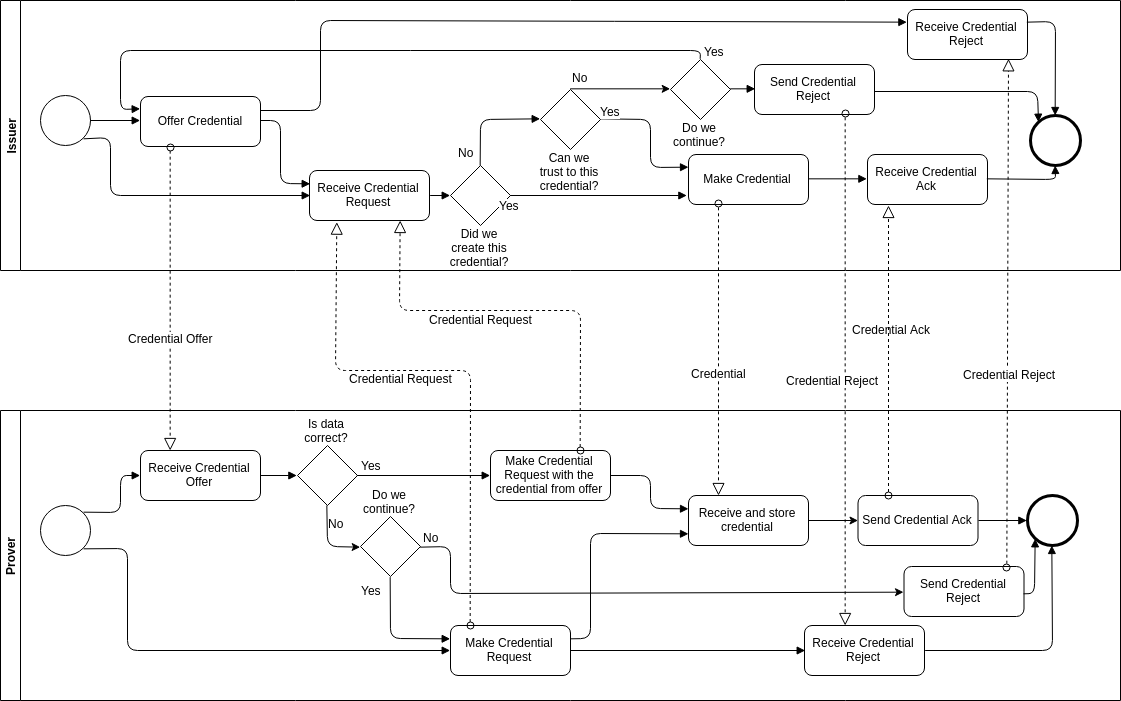 Issuer
Receive Credential
Reject
Yes
No
Send Credential
Reject
Offer Credential
Yes
Do we
continue?
Can we
trust to this
credential?
No
Receive Credential
Request
Make Credential
Receive Credential
Ack
Yes
Did we
create this
credential?
Credential Offer
Credential Request
Credential Ack
Credential Request
Credential
Credential Reject
Credential Reject
Prover
Is data
correct?
Receive Credential
Offer
Yes
Make Credential
Request with the
credential from offer
Do we
continue?
No
No
Receive and store
credential
Send Credential Ack
Yes
Send Credential
Reject
Make Credential
Request
Receive Credential
Reject